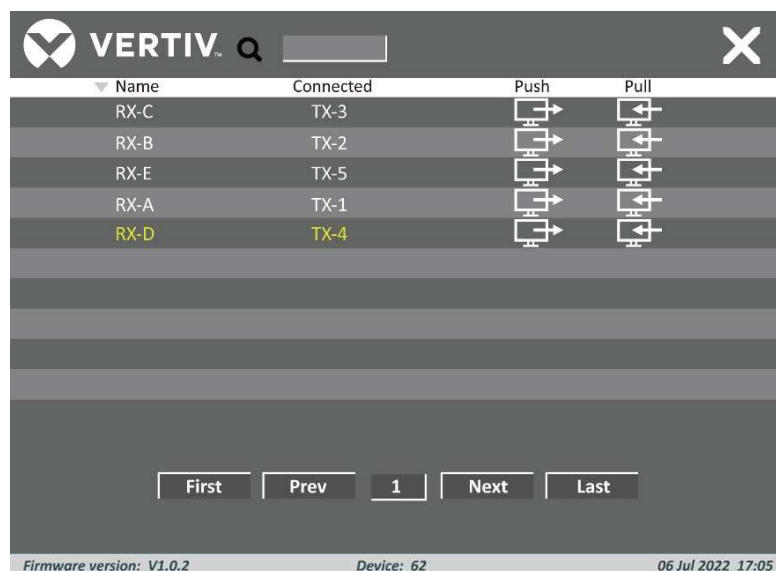 VERTIV™
Name Connected Push Pull
RX-C TX-3
RX-B TX-2
RX-E TX-5
RX-A TX-1
RX-D TX-4
First Prev 1 Next Last
Firmware version: V1.0.2 Device: 62 06 Jul 2022 17:05